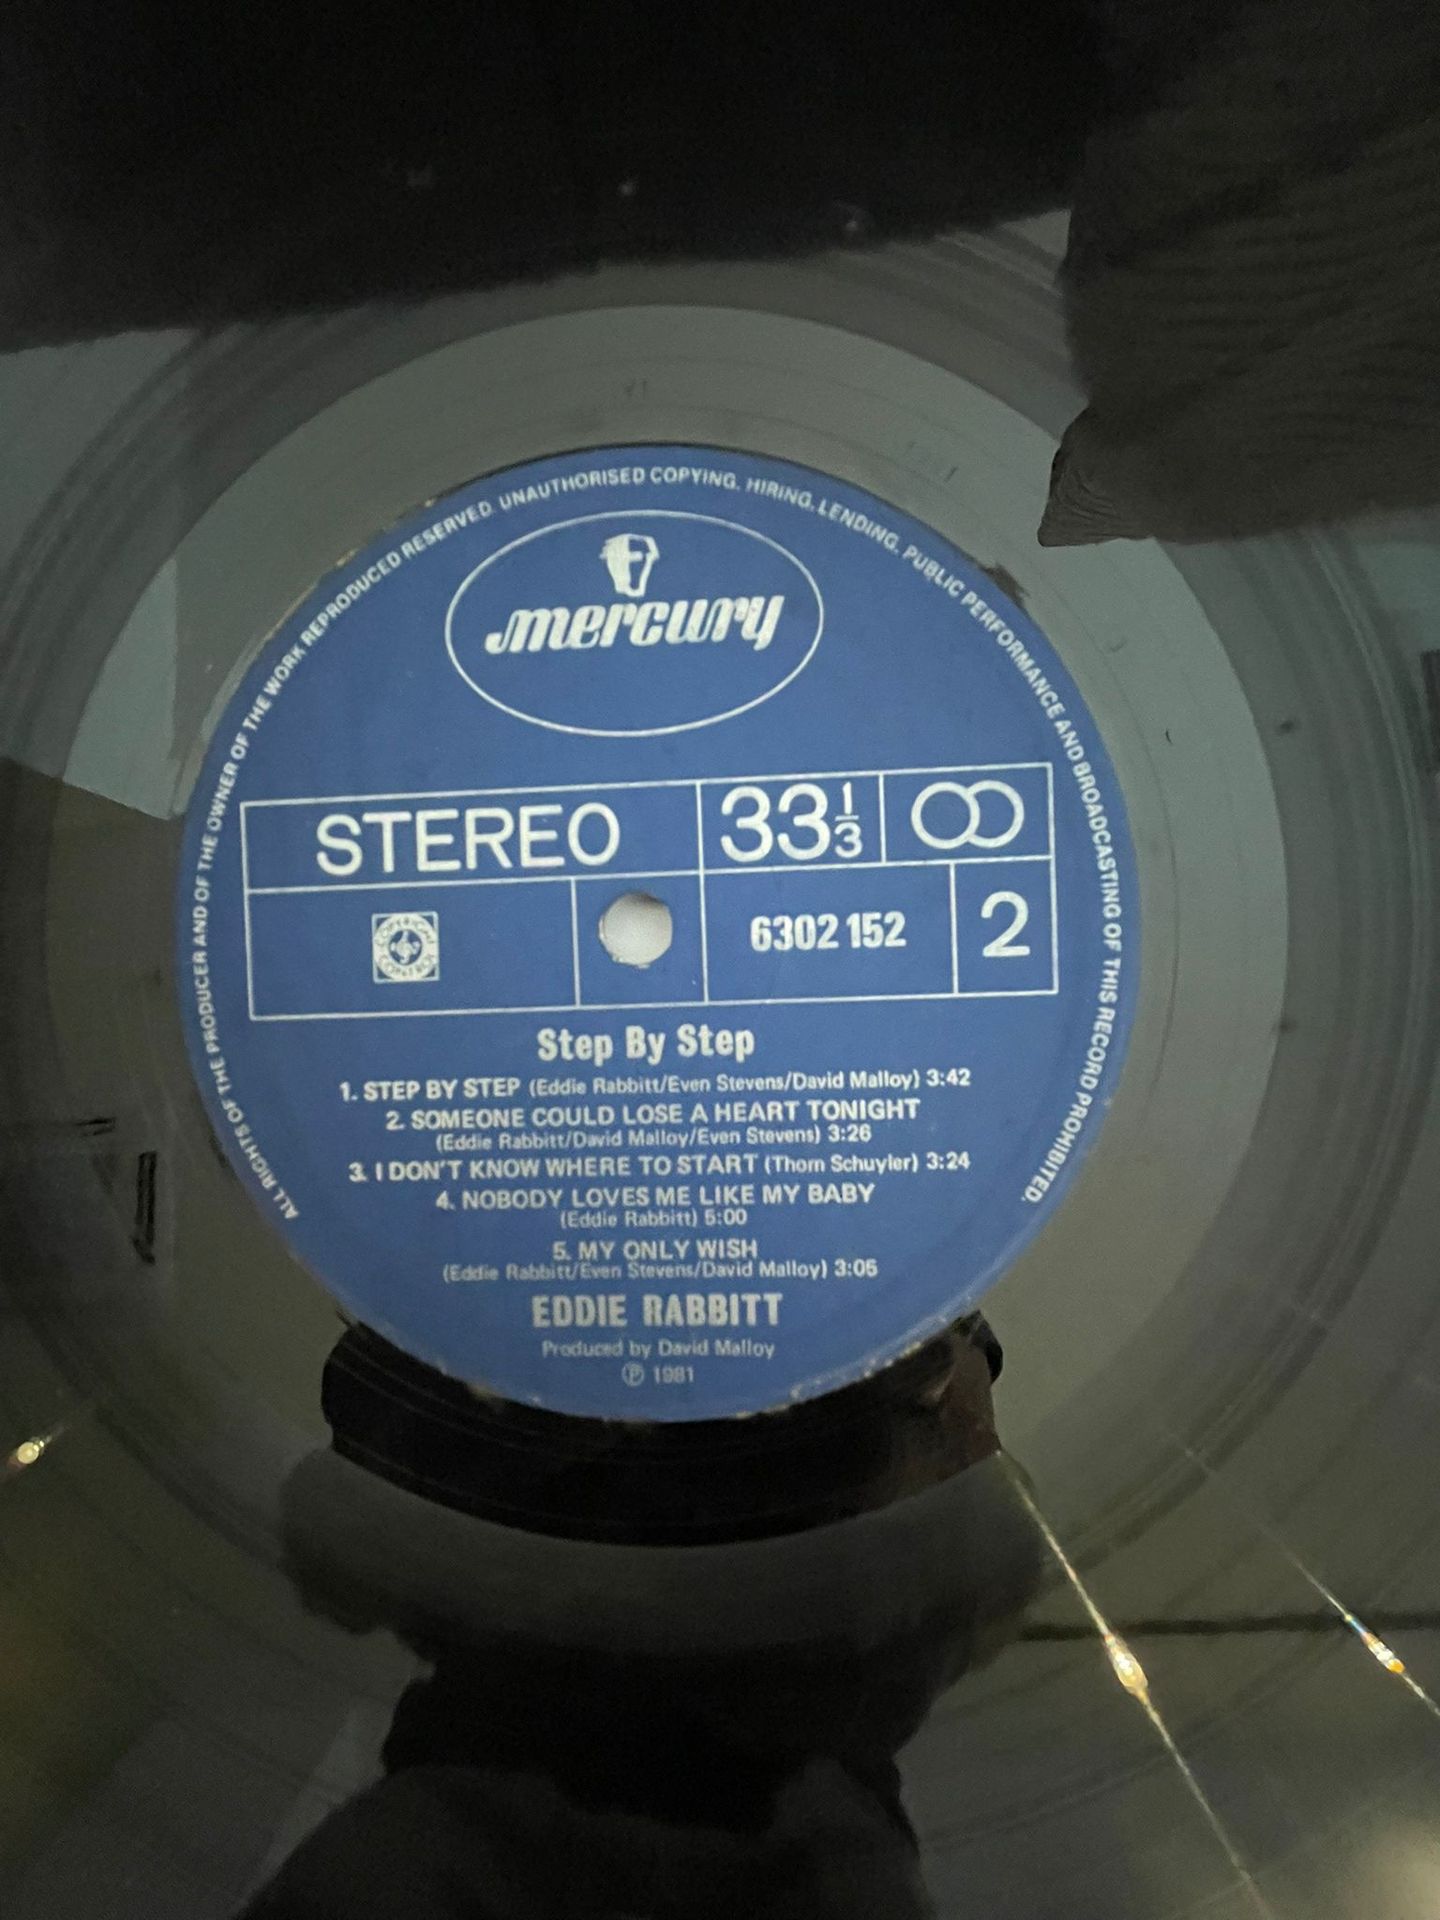 ALL RIGHTS OF THE PRODUCER AND OF THE OWNER OF THE WORK REPRODUCED RESERVED. UNAUTHORISED COPYING, HIRING, LENDING, PUBLIC PERFORMANCE AND BROADCASTING OF THIS RECORD PROHIBITED.
mercury
STEREO
33 1/3
COPYRIGHT CONTROL
6302 152
2
Step By Step
1. STEP BY STEP (Eddie Rabbitt/Even Stevens/David Malloy) 3:42
2. SOMEONE COULD LOSE A HEART TONIGHT
(Eddie Rabbitt/David Malloy/Even Stevens) 3:26
3. I DON'T KNOW WHERE TO START (Thom Schuyler) 3:24
4. NOBODY LOVES ME LIKE MY BABY
(Eddie Rabbitt) 5:00
5. MY ONLY WISH
(Eddie Rabbitt/Even Stevens/David Malloy) 3:05
EDDIE RABBITT
Produced by David Malloy
℗ 1981